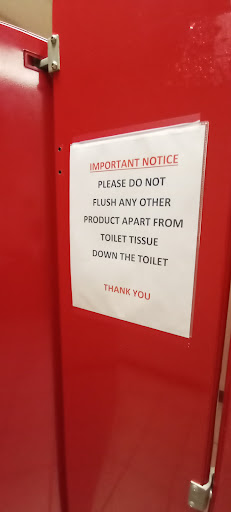 IMPORTANT NOTICE
PLEASE DO NOT
FLUSH ANY OTHER
PRODUCT APART FROM
TOILET TISSUE
DOWN THE TOILET
THANK YOU